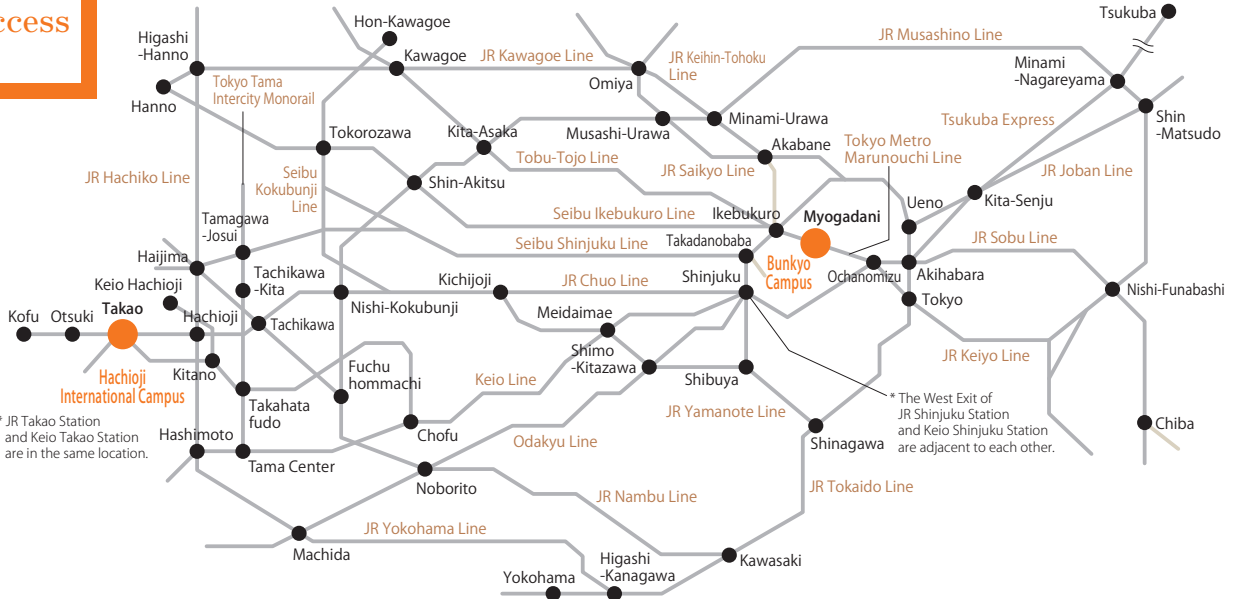 ccess
Hon-Kawagoe
Tsukuba
Higashi
-Hanno
Kawagoe
JR Kawagoe Line
JR Keihin-Tohoku
Line
JR Musashino Line
Minami
-Nagareyama
Omiya
Tokyo Tama
Intercity Monorail
Hanno
Tokorozawa
Kita-Asaka
Musashi-Urawa
Minami-Urawa
Tsukuba Express
Shin
-Matsudo
Akabane
Tokyo Metro
Marunouchi Line
Tobu-Tojo Line
JR Saikyo Line
JR Joban Line
JR Hachiko Line
Seibu
Kokubunji
Line
Shin-Akitsu
Kita-Senju
Ueno
Tamagawa
-Josui
Seibu Ikebukuro Line
Ikebukuro
Myogadani
Seibu Shinjuku Line
Takadanobaba
JR Sobu Line
Haijima
Bunkyo
Campus
Ochanomizu
Akihabara
Tachikawa
-Kita
Kichijoji
JR Chuo Line
Shinjuku
Keio Hachioji
Nishi-Kokubunji
Tokyo
Nishi-Funabashi
Kofu
Otsuki
Takao
Hachioji
Tachikawa
Meidaimae
JR Keiyo Line
Shimo
-Kitazawa
Kitano
Fuchu
hommachi
Keio Line
Shibuya
Hachioji
International Campus
* JR Takao Station
and Keio Takao Station
are in the same location.
Takahata
fudo
JR Yamanote Line
* The West Exit of
JR Shinjuku Station
and Keio Shinjuku Station
are adjacent to each other.
Chiba
Hashimoto
Chofu
Odakyu Line
Shinagawa
Tama Center
Noborito
JR Nambu Line
JR Tokaido Line
JR Yokohama Line
Machida
Higashi
-Kanagawa
Kawasaki
Yokohama